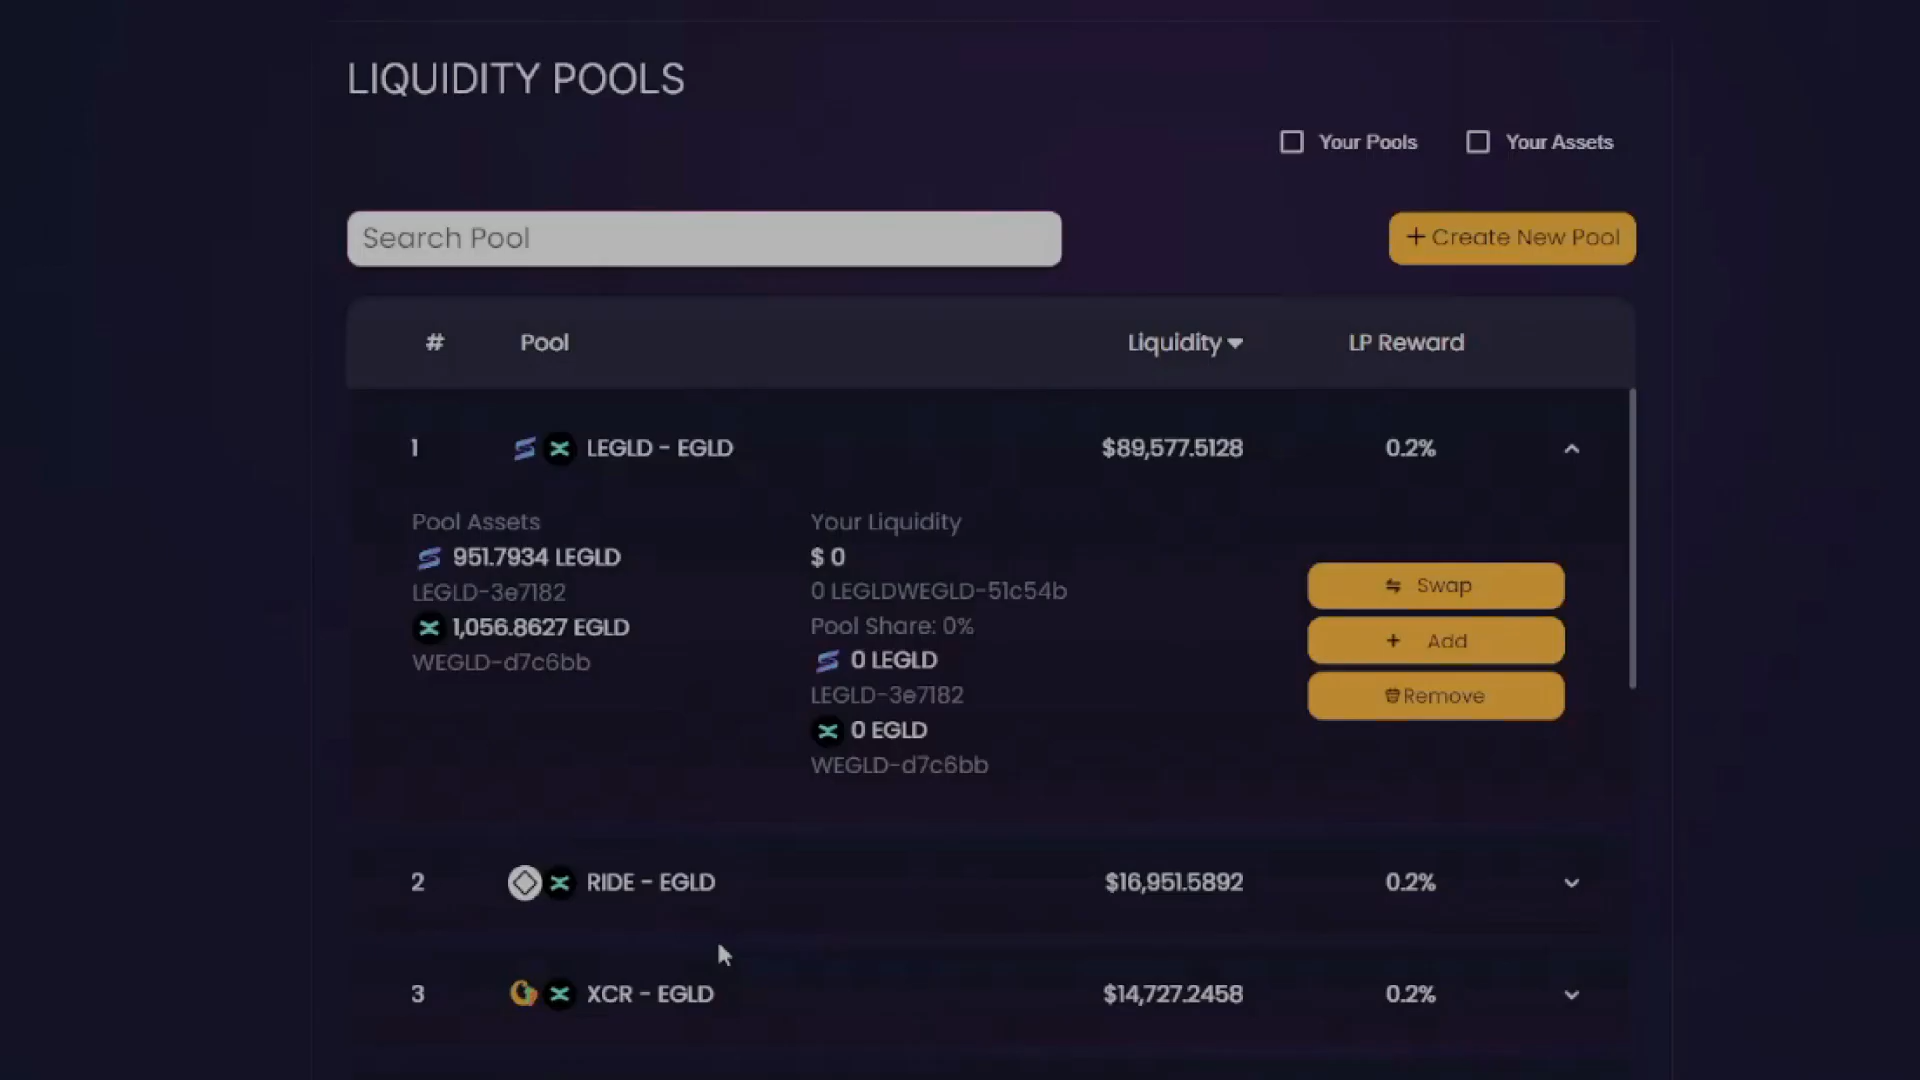 LIQUIDITY POOLS
Your Pools Your Assets
Search Pool + Create New Pool
# Pool Liquidity LP Reward
1 LEGLD - EGLD $89,577.5128 0.2%
Pool Assets
951.7934 LEGLD
LEGLD-3e7182
1,056.8627 EGLD
WEGLD-d7c6bb
Your Liquidity
$ 0
0 LEGLDWEGLD-51c54b
Pool Share: 0%
0 LEGLD
LEGLD-3e7182
0 EGLD
WEGLD-d7c6bb
Swap
+ Add
Remove
2 RIDE - EGLD $16,951.5892 0.2%
3 XCR - EGLD $14,727.2458 0.2%